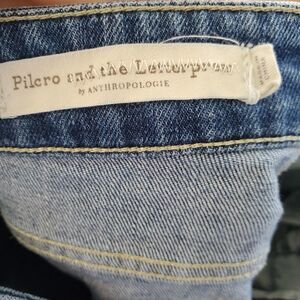 Pilcro and the Letterpress
by ANTHROPOLOGIE